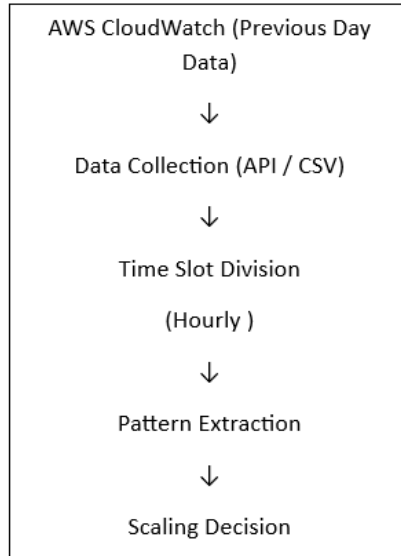 AWS CloudWatch (Previous Day
Data)
↓
Data Collection (API / CSV)
↓
Time Slot Division
(Hourly )
↓
Pattern Extraction
↓
Scaling Decision